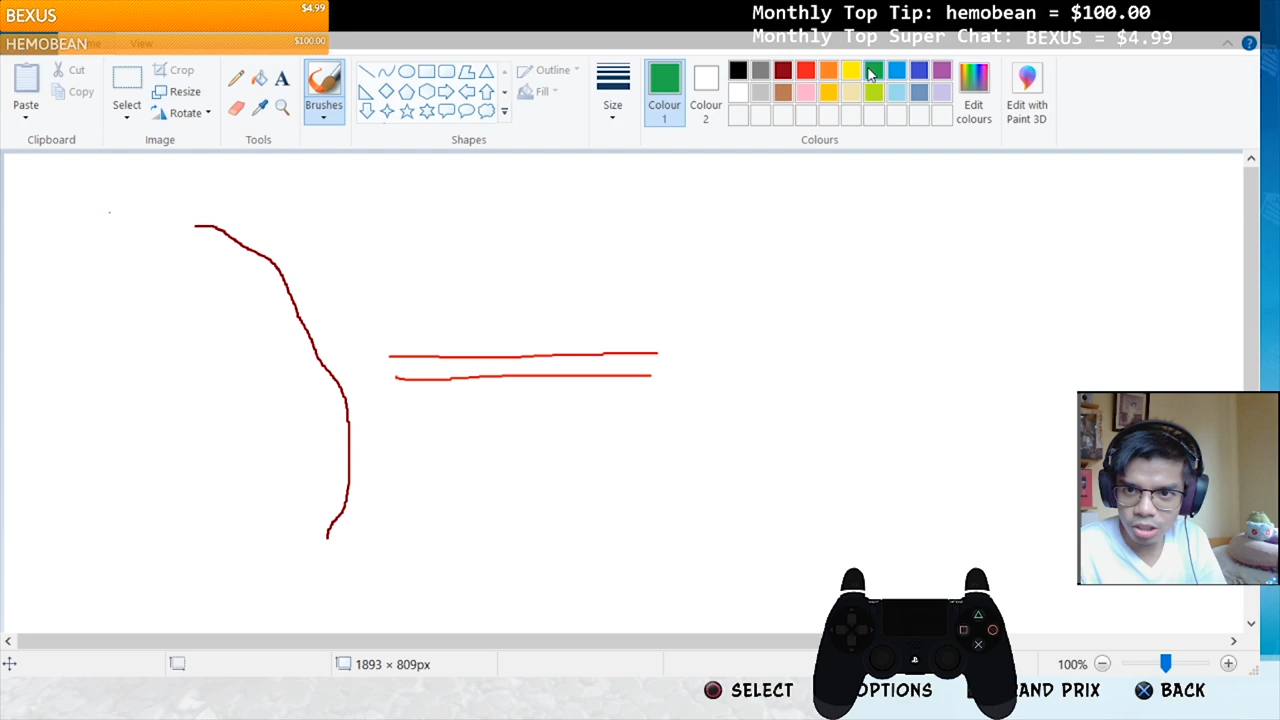 BEXUS $4.99
HEMOBEAN $100.00
Monthly Top Tip: hemobean = $100.00
Monthly Top Super Chat: BEXUS = $4.99
View
Paste
Cut
Copy
Clipboard
Select
Crop
Resize
Rotate
Image
Tools
Brushes
Shapes
Outline
Fill
Size
Colour 1
Colour 2
Edit colours
Colours
Edit with Paint 3D
1893 × 809px
100%
SELECT
OPTIONS
RAND PRIX
BACK